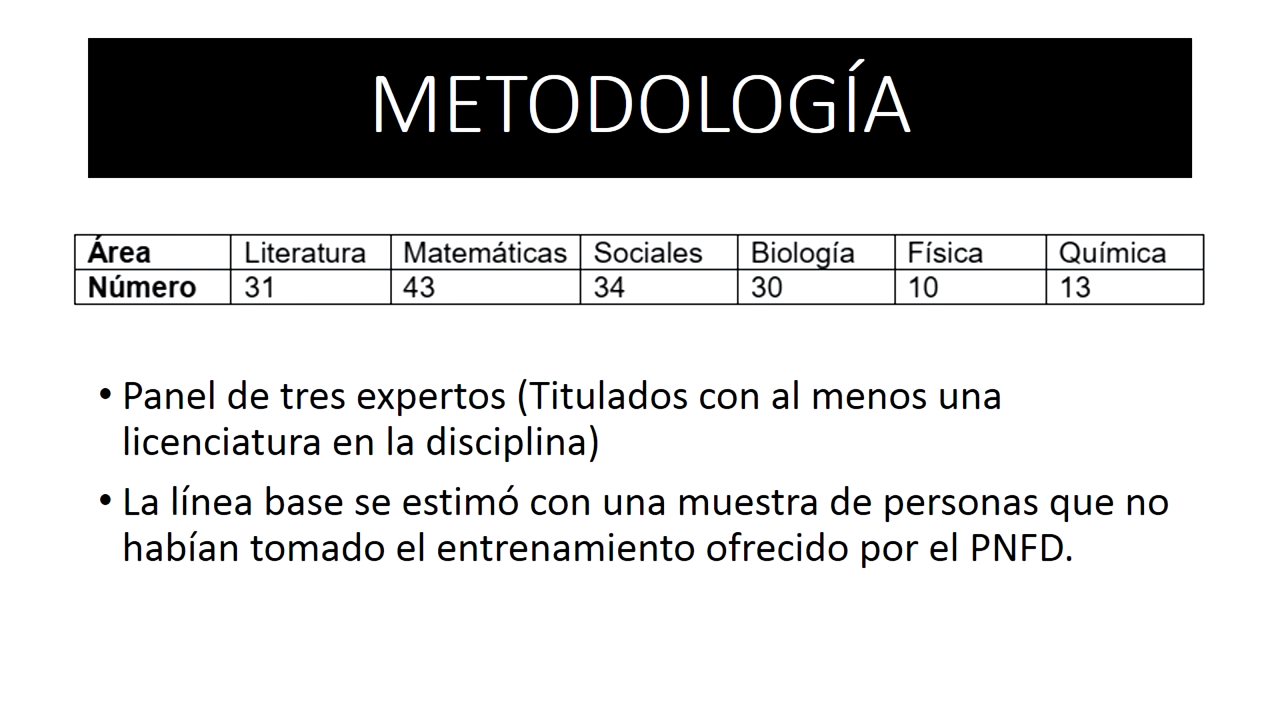 METODOLOGÍA
Área Literatura Matemáticas Sociales Biología Física Química
Número 31 43 34 30 10 13
• Panel de tres expertos (Titulados con al menos una
licenciatura en la disciplina)
• La línea base se estimó con una muestra de personas que no
habían tomado el entrenamiento ofrecido por el PNFD.